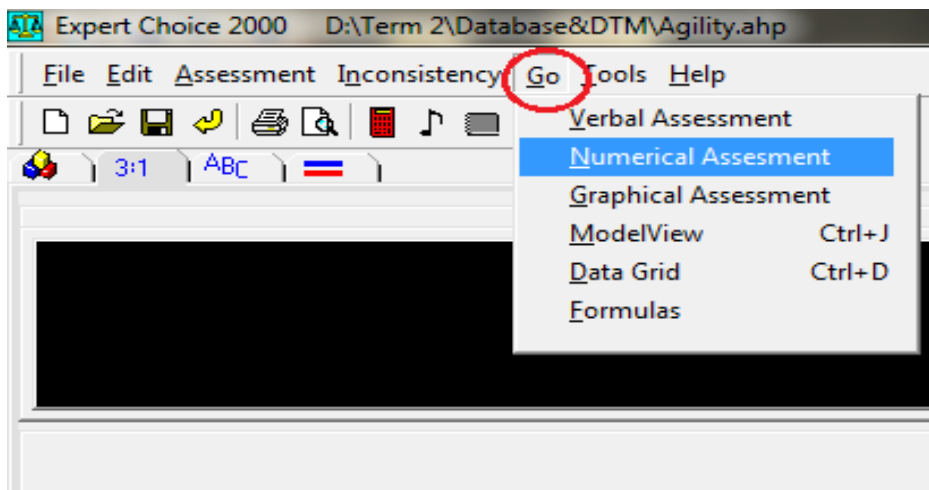 Expert Choice 2000 D:\Term 2\Database&DTM\Agility.ahp
File Edit Assessment Inconsistency Go Tools Help
Verbal Assessment
Numerical Assesment
Graphical Assessment
ModelView Ctrl+J
Data Grid Ctrl+D
Formulas
3:1 ABC